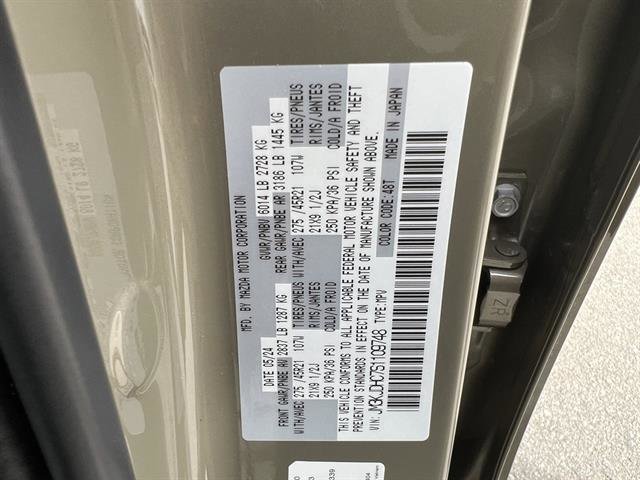 MFD. BY MAZDA MOTOR CORPORATION
DATE 05/24 GVWR/PNBV 6014 LB 2728 KG
FRONT GAWR/PNBE AV 2837 LB 1287 KG REAR GAWR/PNBE AR 3186 LB 1445 KG
WITH/AVEC 275 /45R21 107W TIRES/PNEUS WITH/AVEC 275 /45R21 107W TIRES/PNEUS
21X9 1/2J RIMS/JANTES 21X9 1/2J RIMS/JANTES
250 KPA/36 PSI COLD/A FROID 250 KPA/36 PSI COLD/A FROID
THIS VEHICLE CONFORMS TO ALL APPLICABLE FEDERAL MOTOR VEHICLE SAFETY AND THEFT
PREVENTION STANDARDS IN EFFECT ON THE DATE OF MANUFACTURE SHOWN ABOVE.
VIN: JM3KJDHC7S1109748 TYPE:MPV COLOR CODE:48T MADE IN JAPAN
ZR